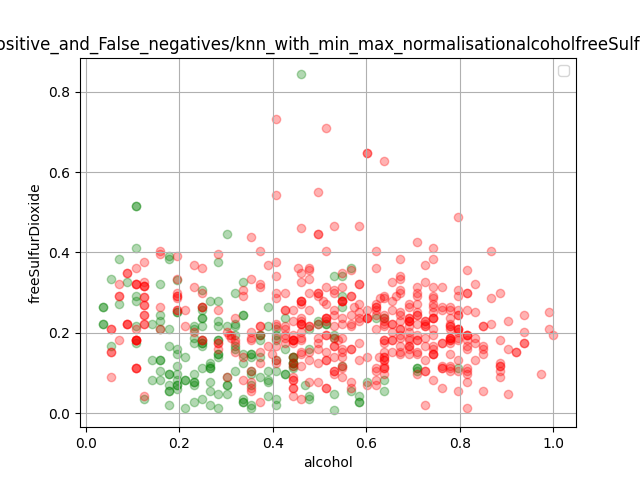 ositive_and_False_negatives/knn_with_min_max_normalisationalcoholfreeSulf
0.8
0.6
0.4
0.2
0.0
freeSulfurDioxide
0.0 0.2 0.4 0.6 0.8 1.0
alcohol